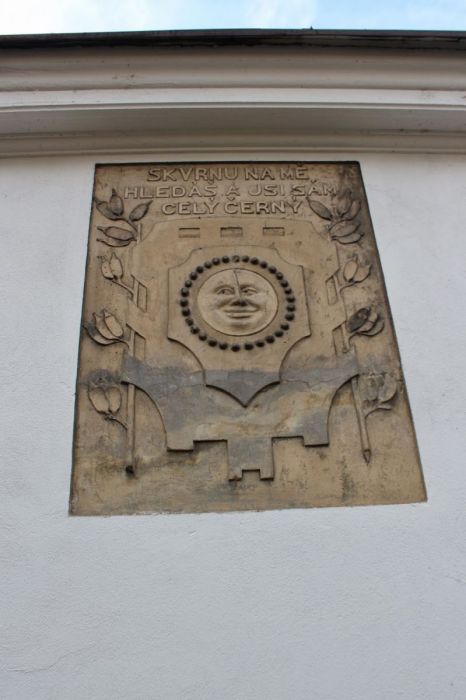 SKVRNU NA MĚ
HLEDÁŠ A JSI SÁM
CELÝ ČERNÝ